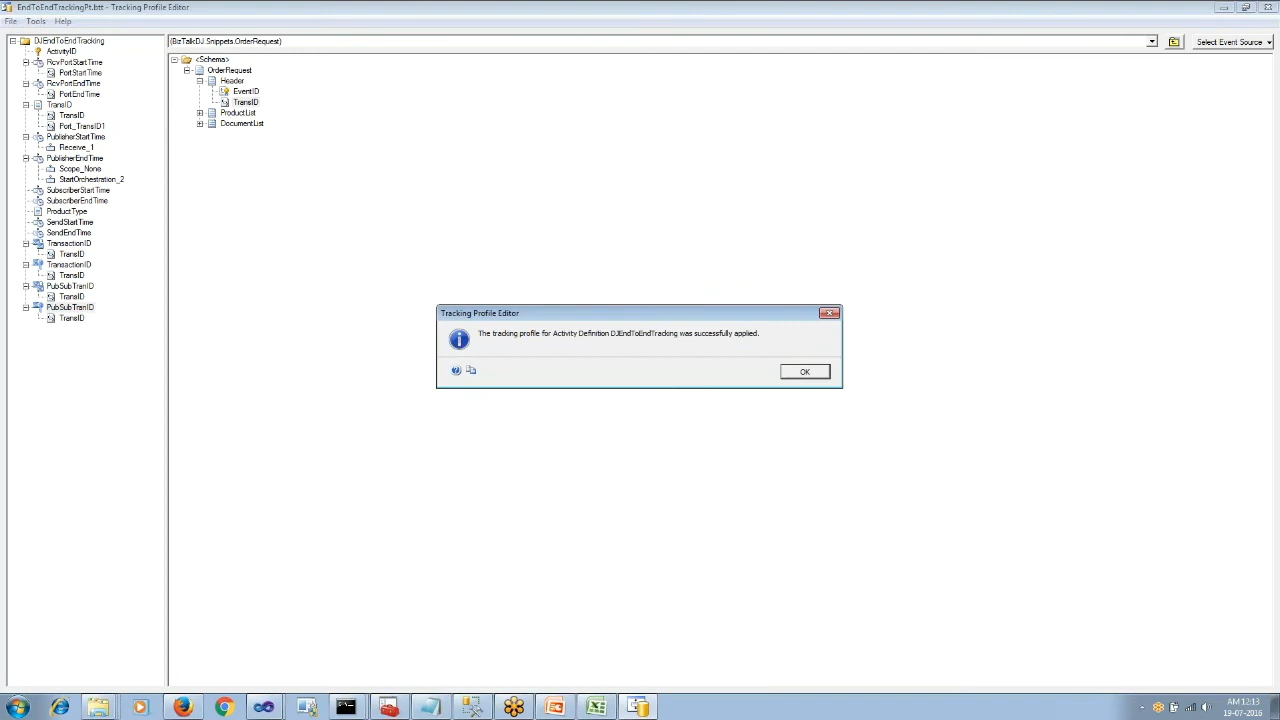 EndToEndTrackingPt.btt - Tracking Profile Editor
File Tools Help
DJEndToEndTracking
ActivityID
RcvPortStartTime
PortStartTime
RcvPortEndTime
PortEndTime
TransID
TransID
Port_TransID1
PublisherStartTime
Receive_1
PublisherEndTime
Scope_None
StartOrchestration_2
SubscriberStartTime
SubscriberEndTime
ProductType
SendStartTime
SendEndTime
TransactionID
TransID
TransactionID
TransID
PubSubTranID
TransID
PubSubTranID
TransID
(BizTalkDJ.Snippets.OrderRequest)
Select Event Source
<Schema>
OrderRequest
Header
EventID
TransID
ProductList
DocumentList
Tracking Profile Editor
The tracking profile for Activity Definition DJEndToEndTracking was successfully applied.
OK
AM 12:13
19-07-2016